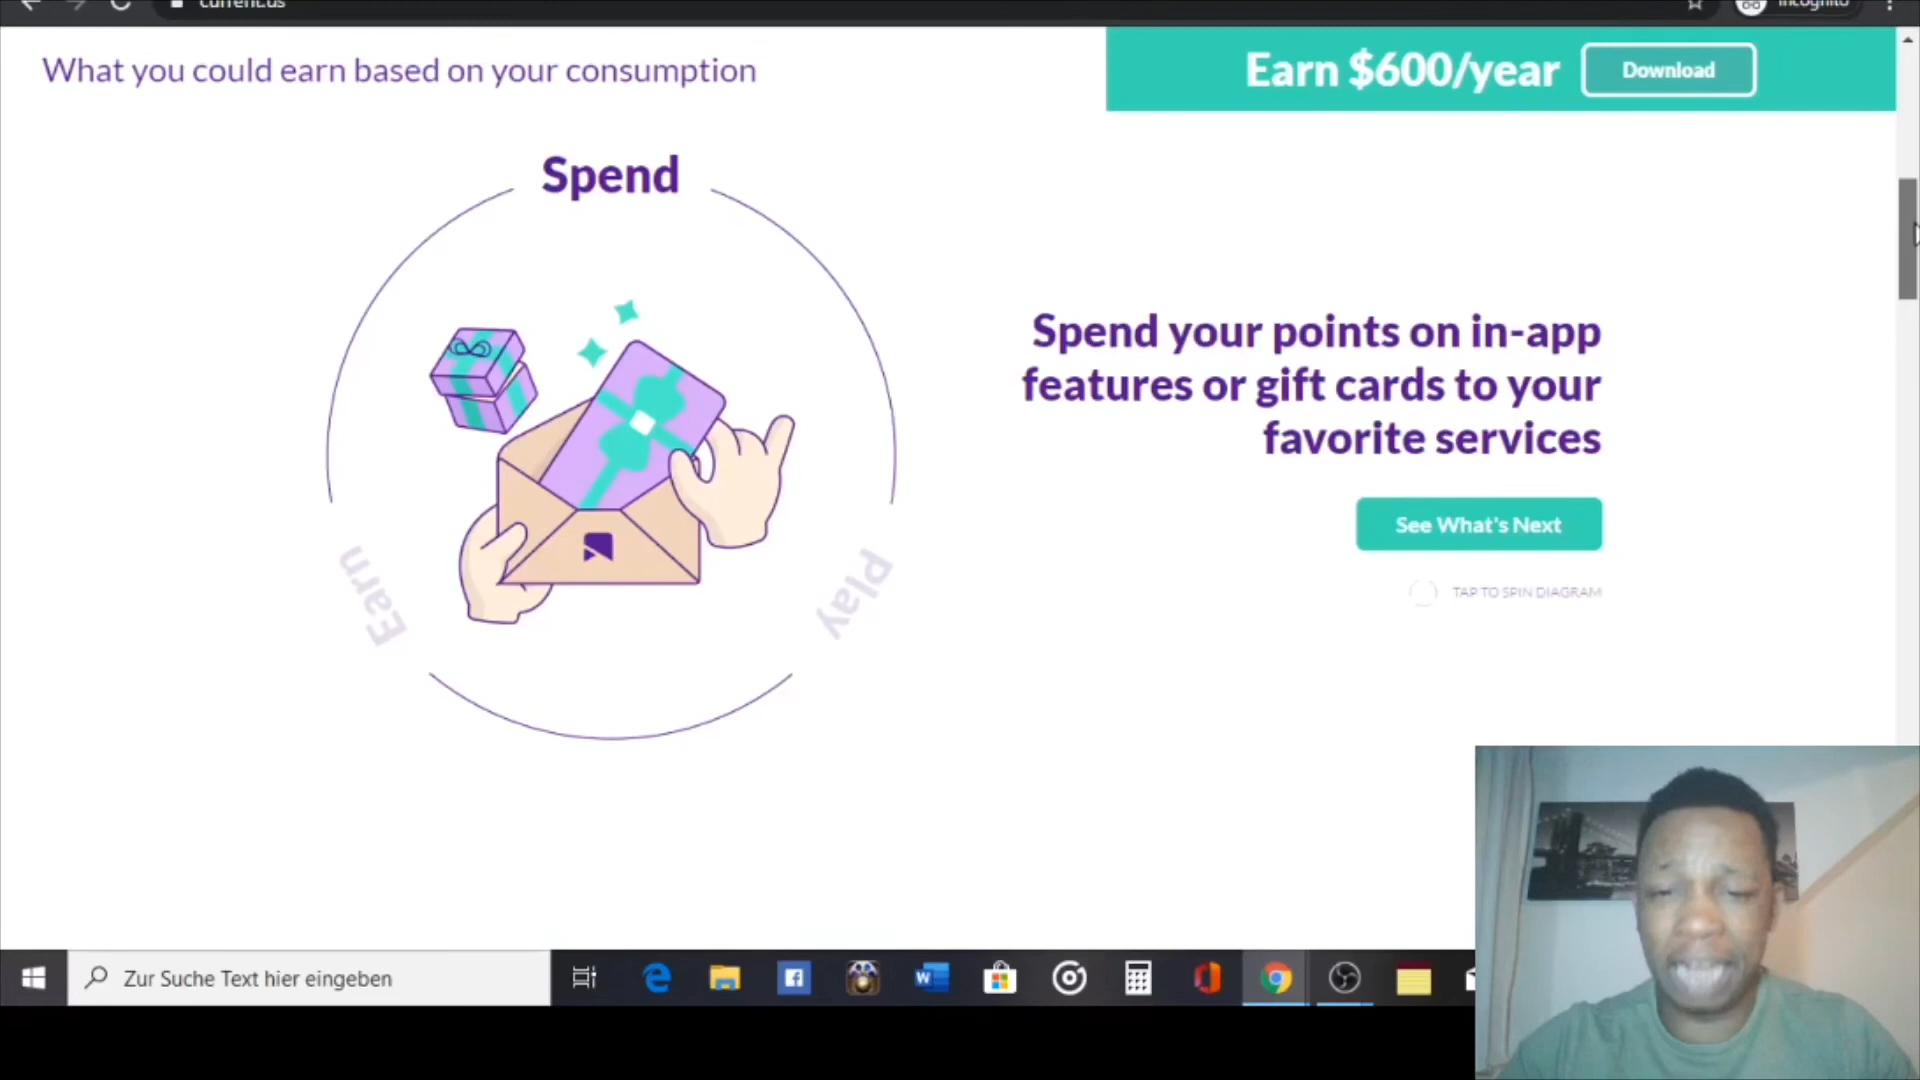 current.us
Incognito
What you could earn based on your consumption
Earn $600/year
Download
Spend
Spend your points on in-app
features or gift cards to your
favorite services
See What's Next
TAP TO SPIN DIAGRAM
Earn
Play
Zur Suche Text hier eingeben